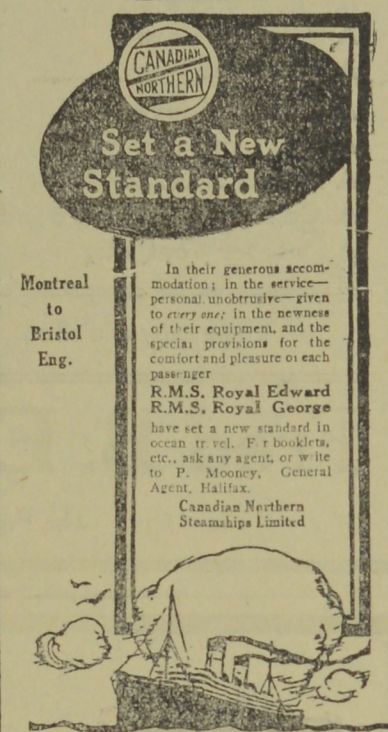 CANADIAN
NORTHERN
Set a New
Standard
Montreal
to
Bristol
Eng.
In their generous accom-
modation; in the service—
personal unobtrusive—given
to every one; in the newness
of their equipment, and the
special provisions for the
comfort and pleasure of each
passenger
R.M.S. Royal Edward
R.M.S. Royal George
have set a new standard in
ocean tr vel. F r booklets,
etc., ask any agent, or w ite
to P. Mooney, General
Agent, Halifax.
Canadian Northern
Steamships Limited